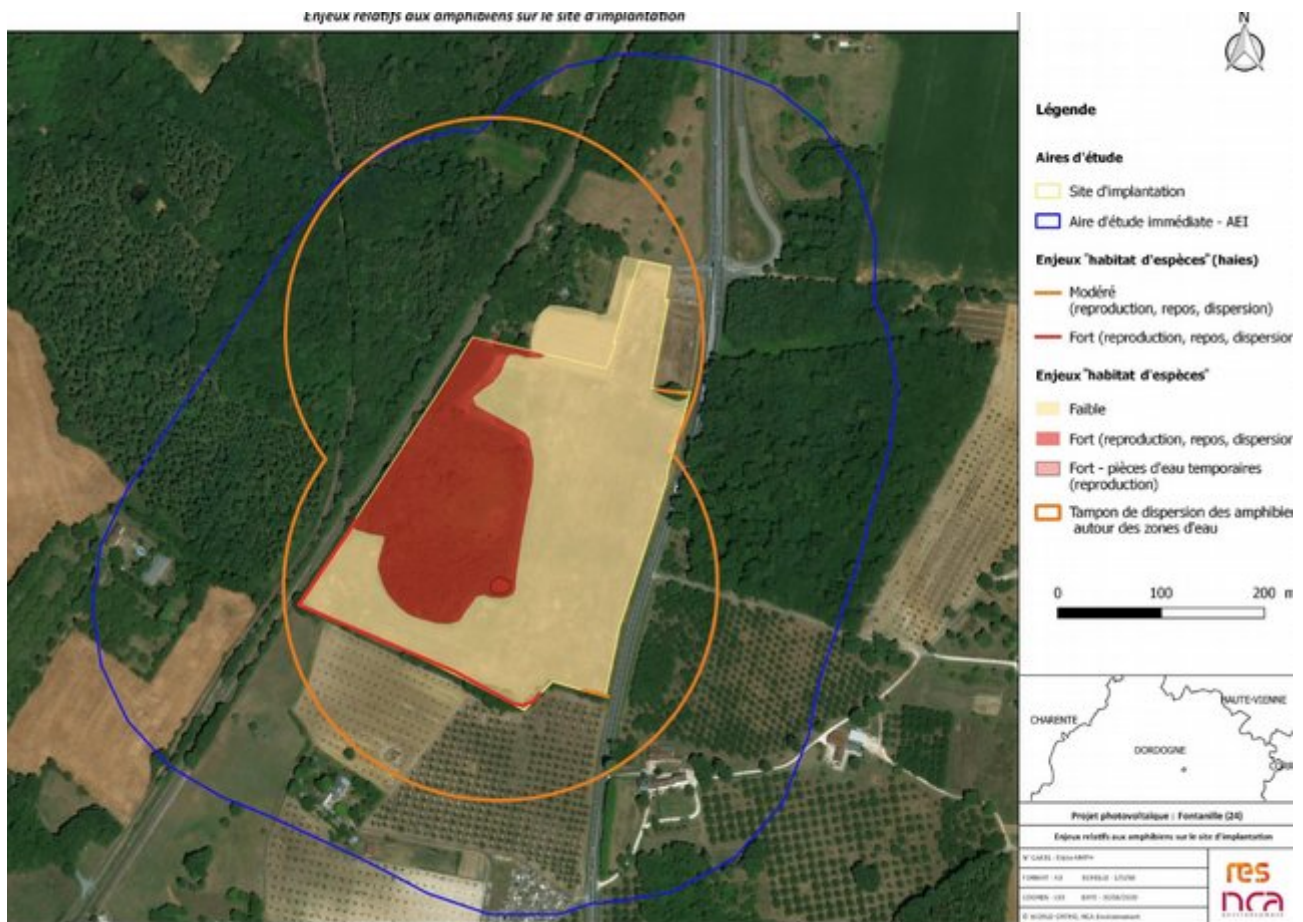 Enjeux relatifs aux amphibiens sur le site d'implantation
N
Légende
Aires d'étude
Site d'implantation
Aire d'étude immédiate - AEI
Enjeux "habitat d'espèces" (haies)
Modéré
(reproduction, repos, dispersion)
Fort (reproduction, repos, dispersion
Enjeux "habitat d'espèces"
Faible
Fort (reproduction, repos, dispersion
Fort - pièces d'eau temporaires
(reproduction)
Tampon de dispersion des amphibien
autour des zones d'eau
0 100 200 m
HAUTE-VIENNE
CHARENTE
DORDOGNE
Projet photovoltaïque : Fontanille (24)
Enjeux relatifs aux amphibiens sur le site d'implantation
res
nca